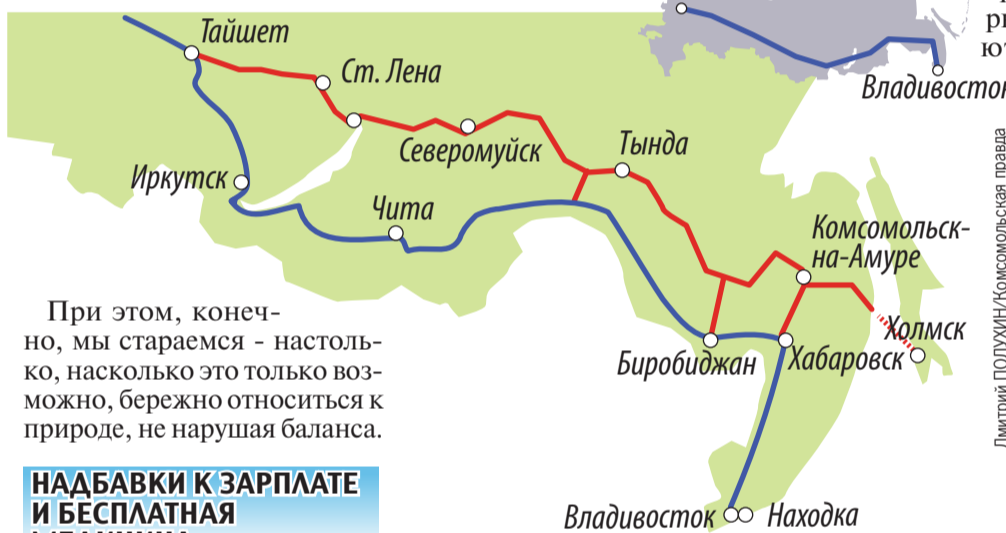 Тайшет
Ст. Лена
Северомуйск
Тында
Иркутск
Чита
Комсомольск-
на-Амуре
Холмск
Биробиджан
Хабаровск
Владивосток
Находка
Владивосток
Дмитрий ПОЛУХИН/Комсомольская правда
При этом, конеч-
но, мы стараемся - настоль-
ко, насколько это только воз-
можно, бережно относиться к
природе, не нарушая баланса.
НАДБАВКИ К ЗАРПЛАТЕ
И БЕСПЛАТНАЯ